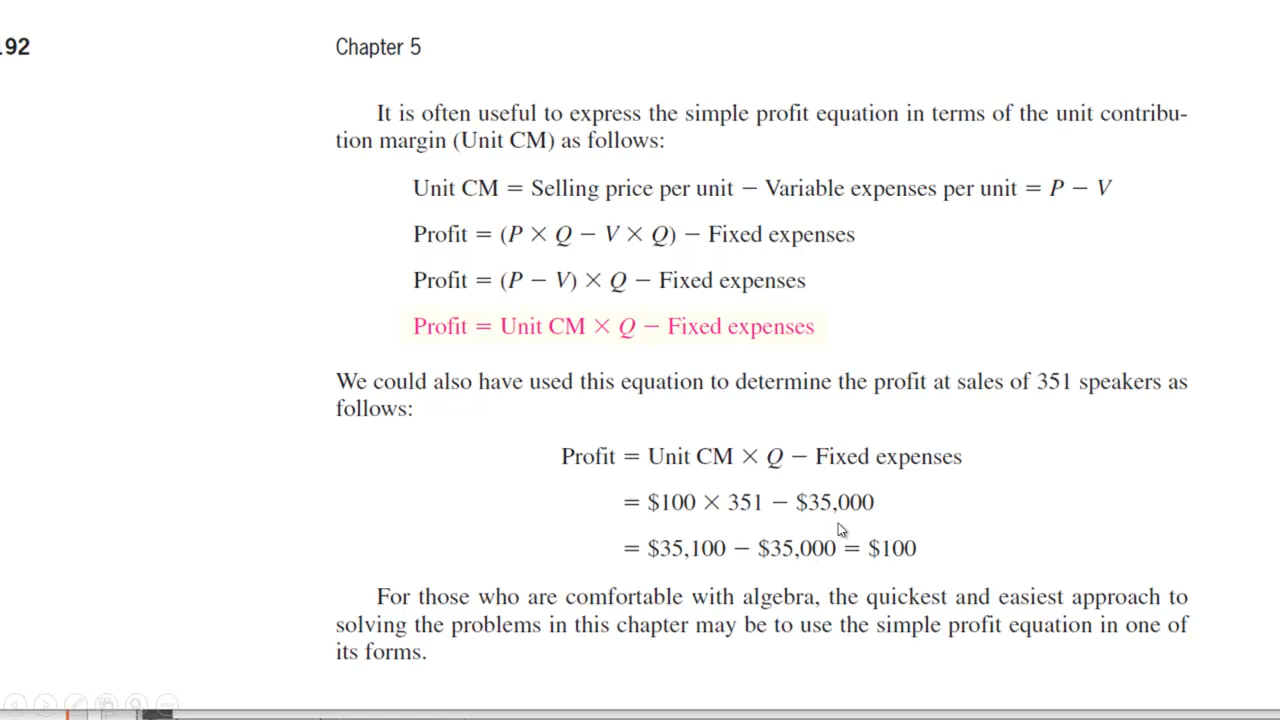 .92
Chapter 5
It is often useful to express the simple profit equation in terms of the unit contribu-
tion margin (Unit CM) as follows:
Unit CM = Selling price per unit − Variable expenses per unit = P − V
Profit = (P × Q − V × Q) − Fixed expenses
Profit = (P − V) × Q − Fixed expenses
Profit = Unit CM × Q − Fixed expenses
We could also have used this equation to determine the profit at sales of 351 speakers as
follows:
Profit = Unit CM × Q − Fixed expenses
= $100 × 351 − $35,000
= $35,100 − $35,000 = $100
For those who are comfortable with algebra, the quickest and easiest approach to
solving the problems in this chapter may be to use the simple profit equation in one of
its forms.